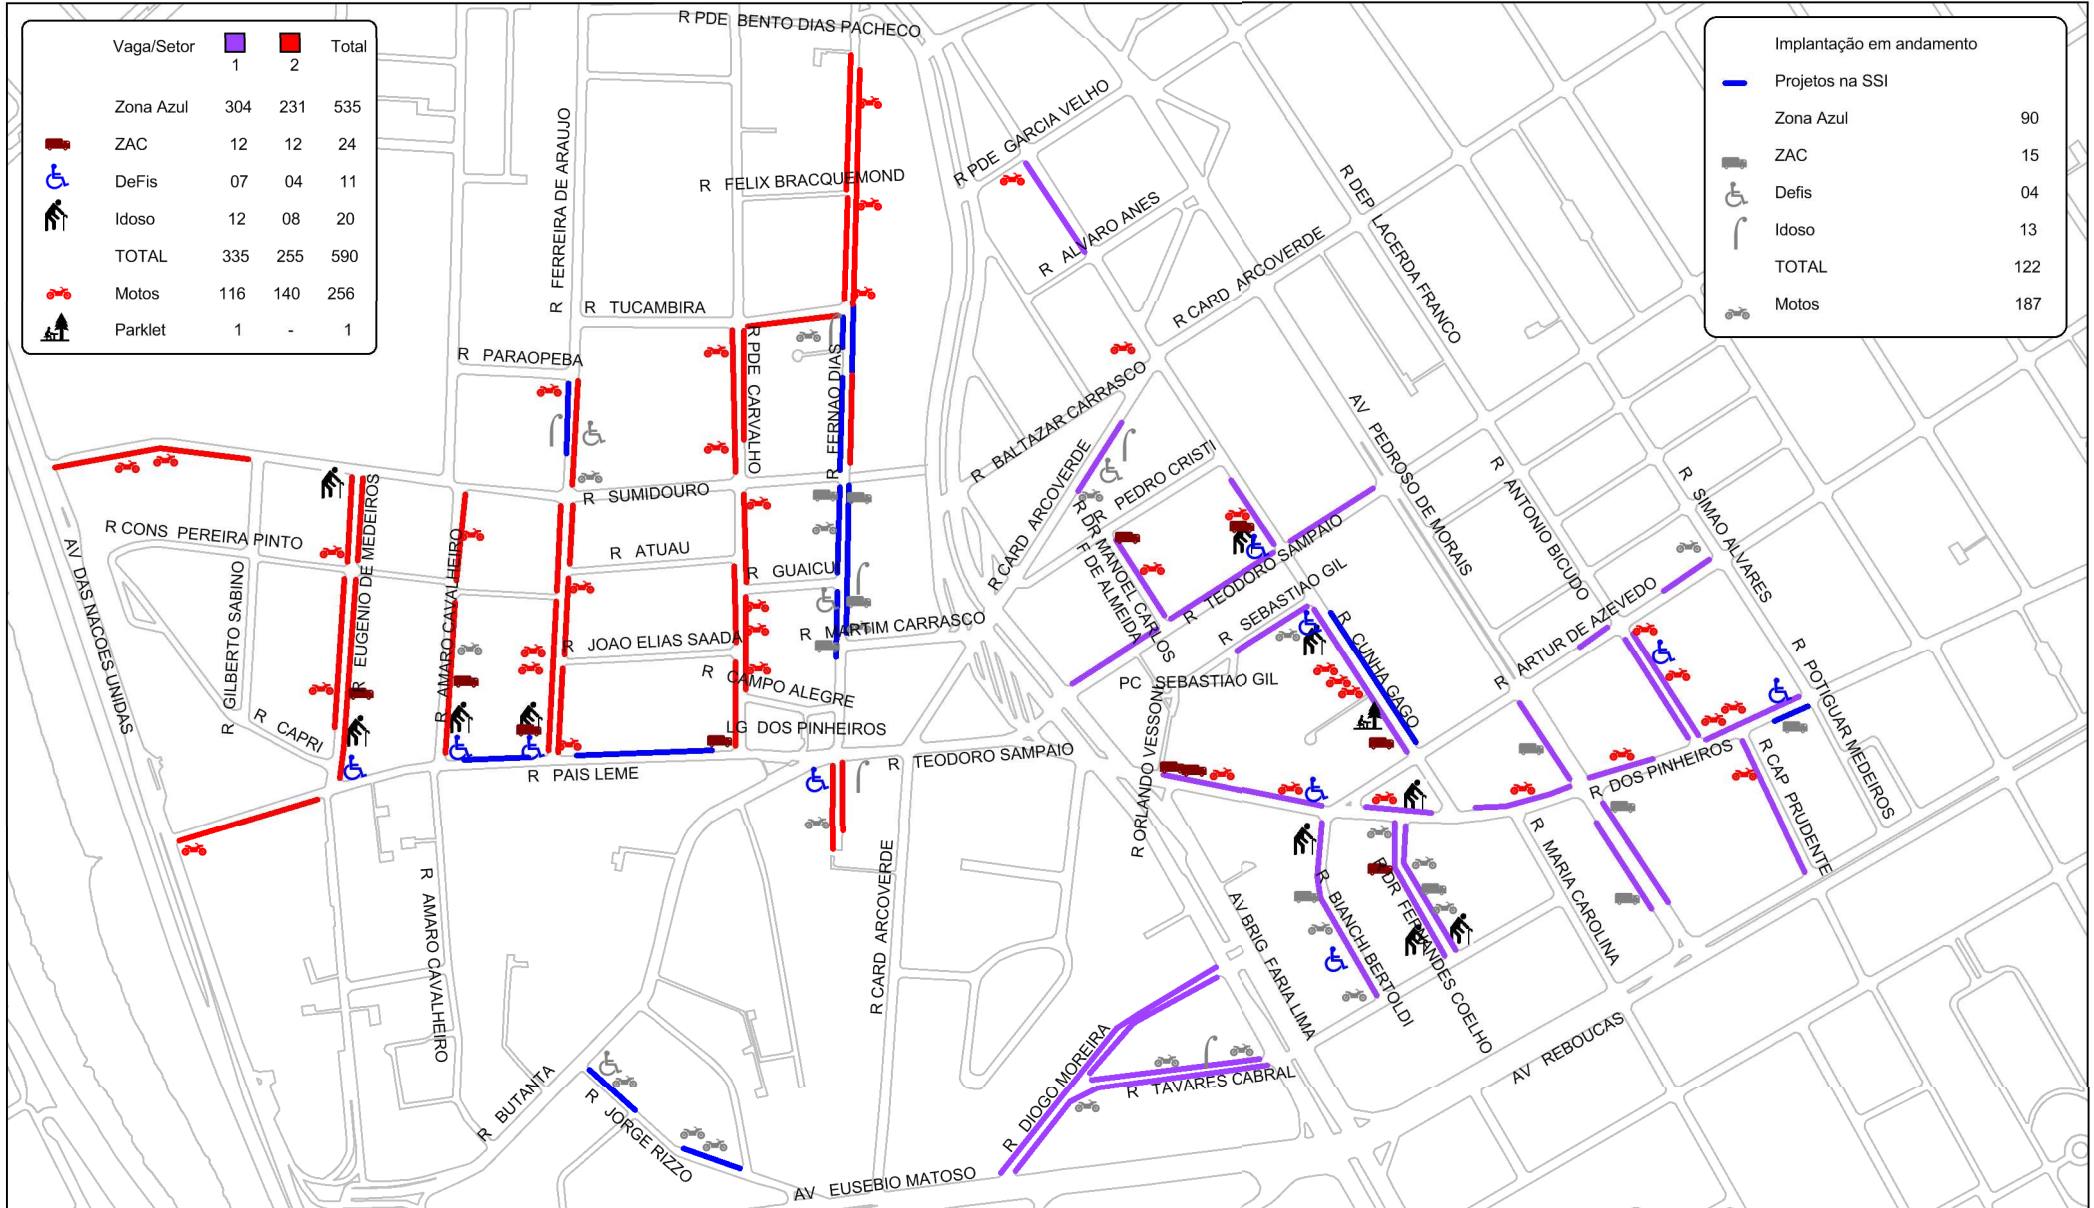 Vaga/Setor Total
1 2
Zona Azul 304 231 535
ZAC 12 12 24
DeFis 07 04 11
Idoso 12 08 20
TOTAL 335 255 590
Motos 116 140 256
Parklet 1 - 1
Implantação em andamento
Projetos na SSI
Zona Azul 90
ZAC 15
Defis 04
Idoso 13
TOTAL 122
Motos 187
R PDE BENTO DIAS PACHECO
R PDE GARCIA VELHO
R FERREIRA DE ARAUJO
R FELIX BRACQUEMOND
R ALVARO ANES
R DEP LACERDA FRANCO
R CARD ARCOVERDE
R TUCAMBIRA
R PARAOPEBA
R PDE CARVALHO
R FERNAO DIAS
R BALTAZAR CARRASCO
AV PEDROSO DE MORAIS
R CARD ARCOVERDE
R PEDRO CRISTI
R ANTONIO BICUDO
R SIMAO ALVARES
R SUMIDOURO
R CONS PEREIRA PINTO
R EUGENIO DE MEDEIROS
R AMARO CAVALHEIRO
R ATUAU
R GUAICU
R DR MANOEL CARLOS
F DE ALMEIDA
R TEODORO SAMPAIO
R SEBASTIAO GIL
AV DAS NACOES UNIDAS
R GILBERTO SABINO
R JOAO ELIAS SAADA
R MARTIM CARRASCO
R CUNHA GAGO
R ARTUR DE AZEVEDO
R POTIGUAR MEDEIROS
R CAMPO ALEGRE
PC SEBASTIAO GIL
R CAPRI
LG DOS PINHEIROS
R TEODORO SAMPAIO
R PAIS LEME
R ORLANDO VESSONI
R DOS PINHEIROS
R CAP PRUDENTE
R MARIA CAROLINA
R AMARO CAVALHEIRO
R CARD ARCOVERDE
AV BRIG FARIA LIMA
R BIANCHI BERTOLDI
R DR FERNANDES COELHO
AV REBOUCAS
R DIOGO MOREIRA
R TAVARES CABRAL
R BUTANTA
R JORGE RIZZO
AV EUSEBIO MATOSO